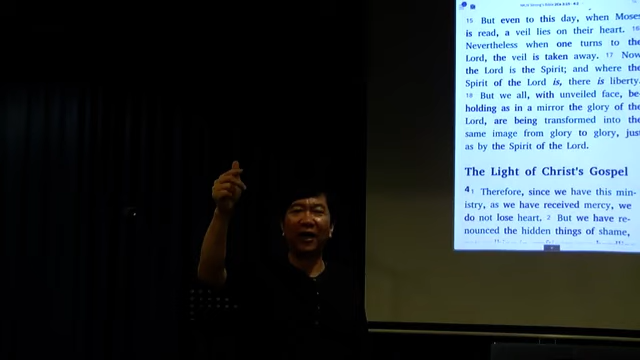 15 But even to this day, when Moses
is read, a veil lies on their heart. 16
Nevertheless when one turns to the
Lord, the veil is taken away. 17 Now
the Lord is the Spirit; and where the
Spirit of the Lord is, there is liberty.
18 But we all, with unveiled face, be-
holding as in a mirror the glory of the
Lord, are being transformed into the
same image from glory to glory, just
as by the Spirit of the Lord.
The Light of Christ's Gospel
4 1 Therefore, since we have this min-
istry, as we have received mercy, we
do not lose heart. 2 But we have re-
nounced the hidden things of shame,